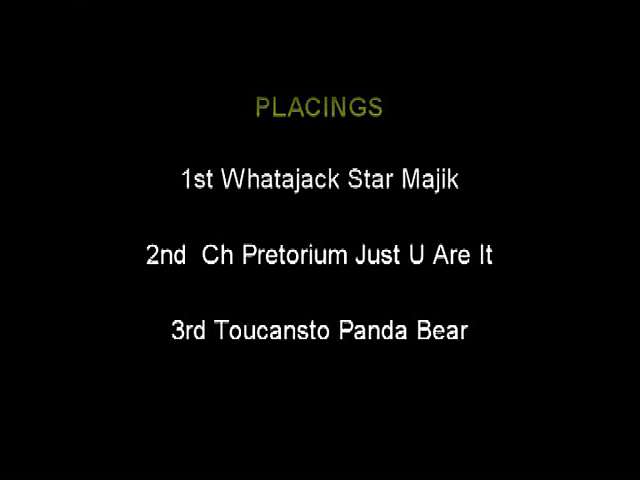 PLACINGS
1st Whatajack Star Majik
2nd Ch Pretorium Just U Are It
3rd Toucansto Panda Bear